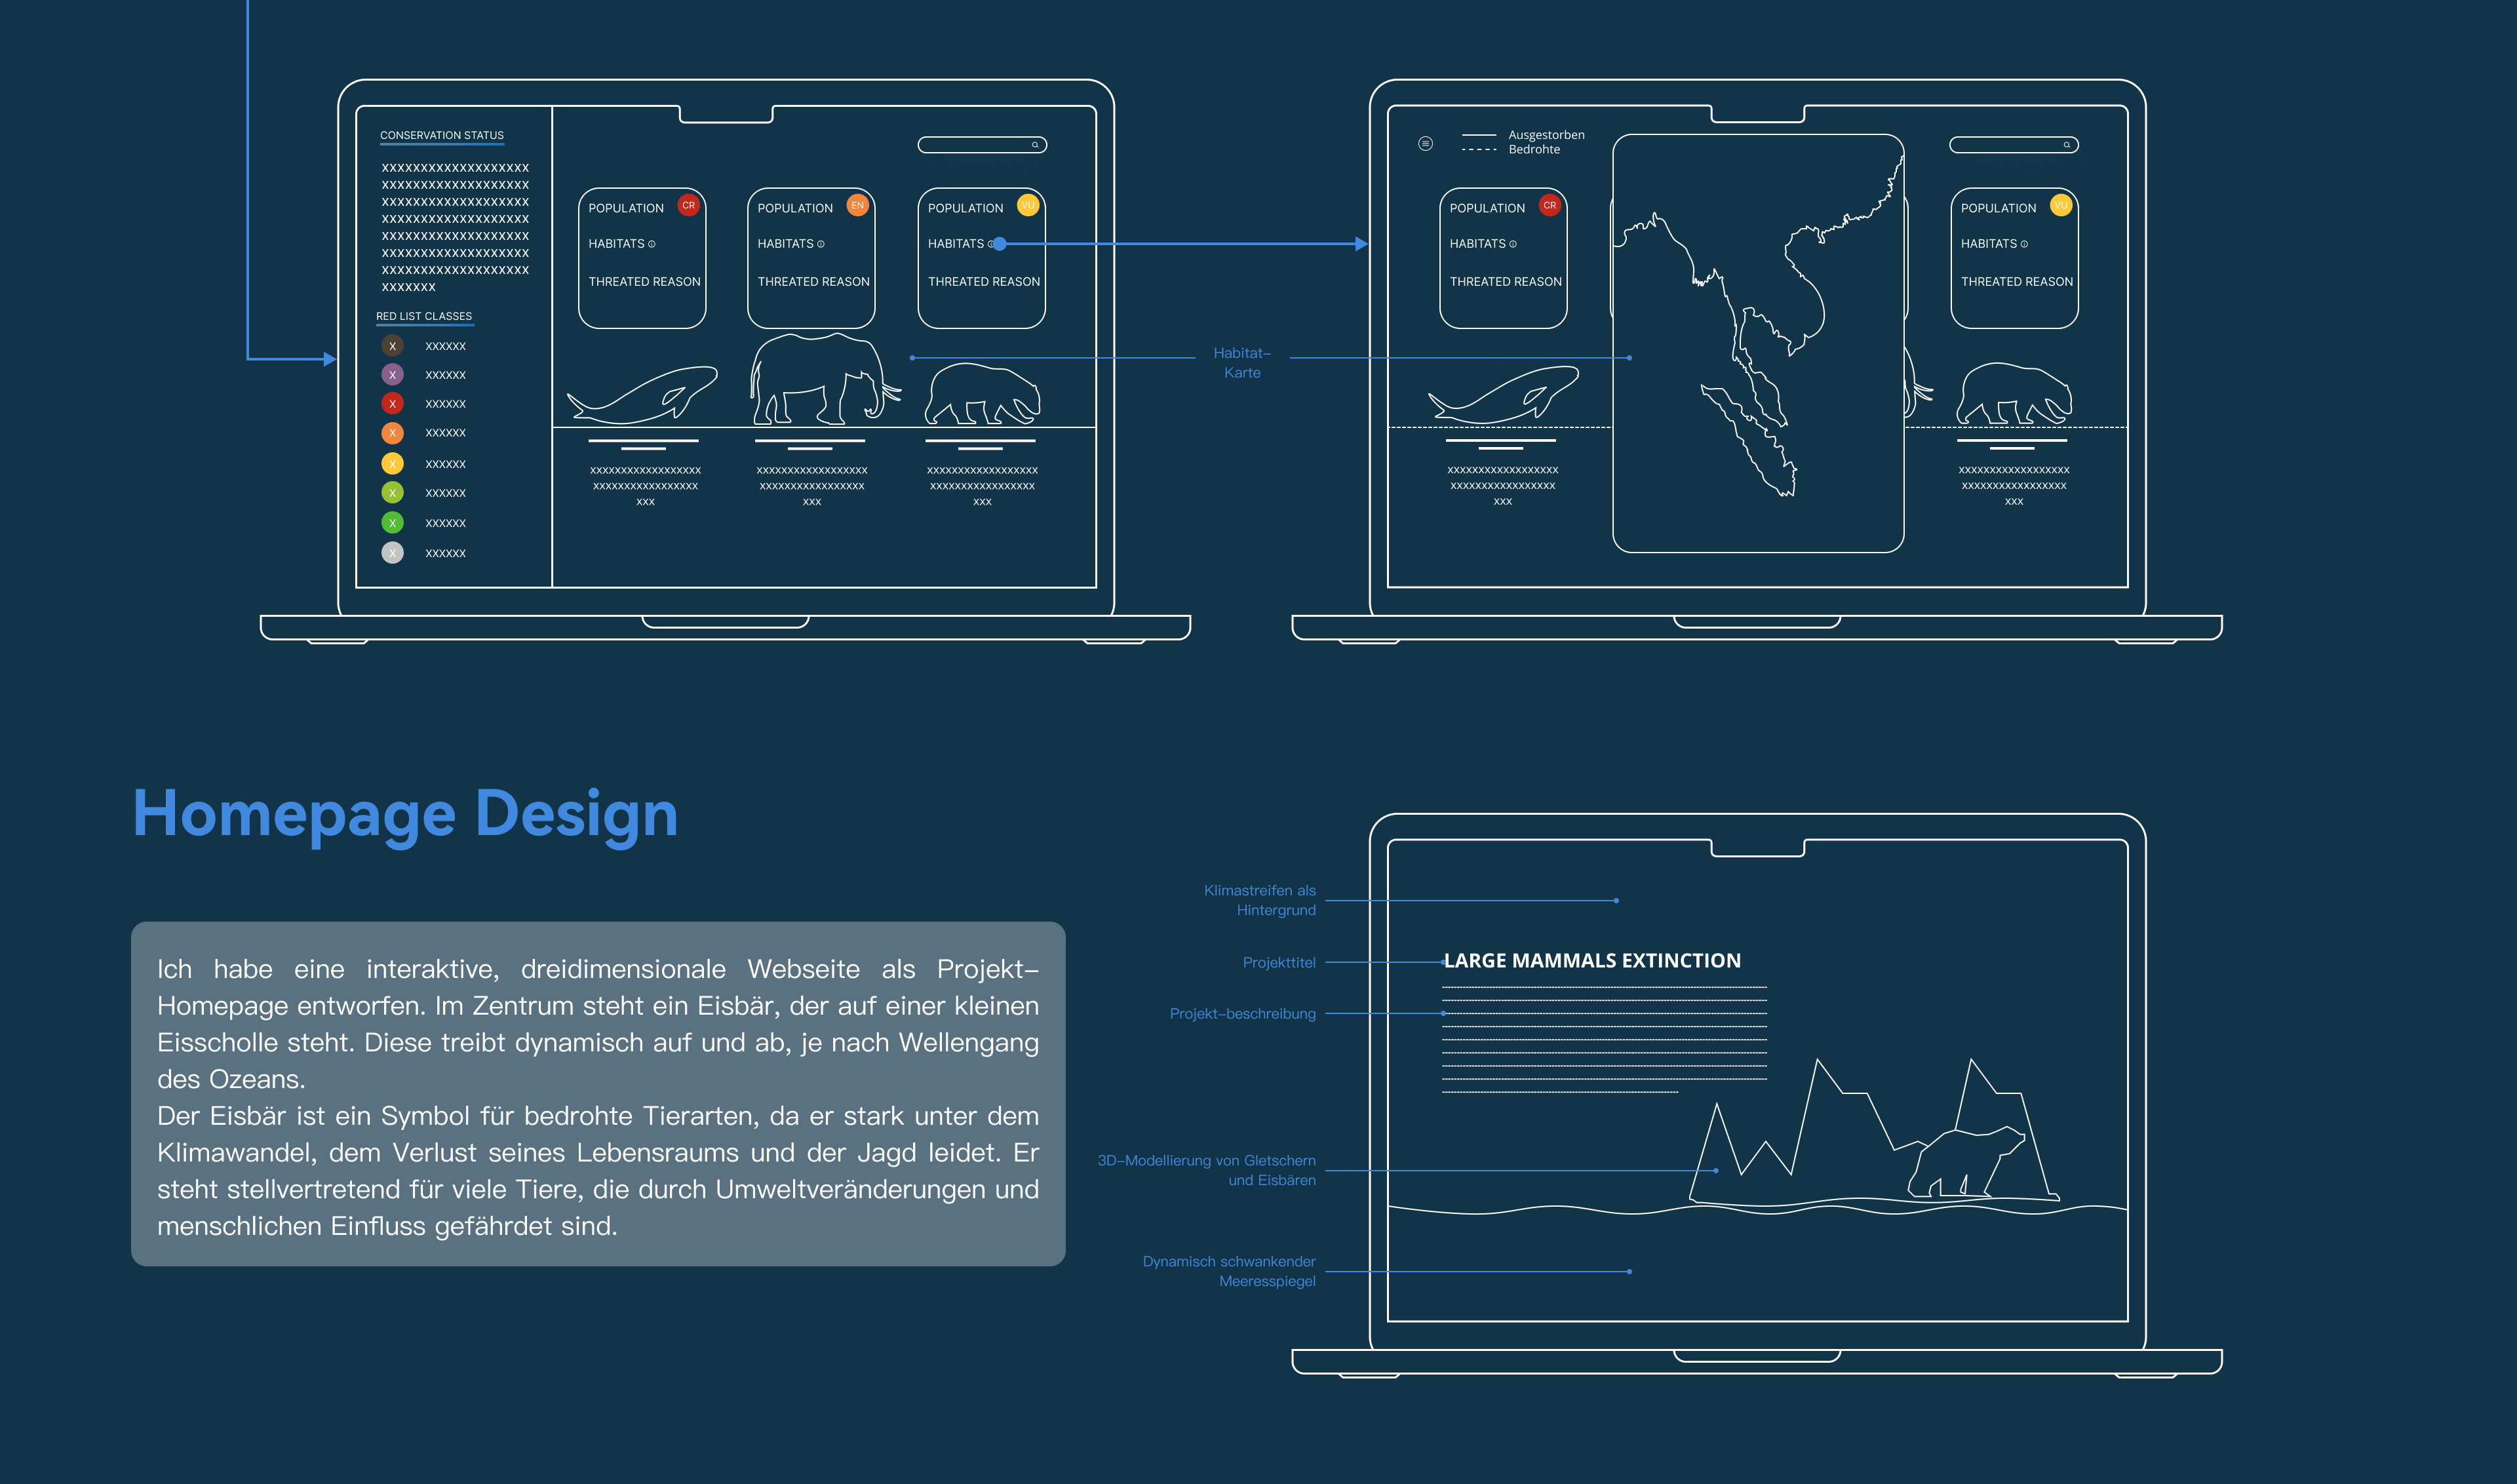 CONSERVATION STATUS
XXXXXXXXXXXXXXXXXXX
XXXXXXXXXXXXXXXXXXX
XXXXXXXXXXXXXXXXXXX
XXXXXXXXXXXXXXXXXXX
XXXXXXXXXXXXXXXXXXX
XXXXXXXXXXXXXXXXXXX
XXXXXXXXXXXXXXXXXXX
XXXXXXX
RED LIST CLASSES
X XXXXXX
X XXXXXX
X XXXXXX
X XXXXXX
X XXXXXX
X XXXXXX
X XXXXXX
X XXXXXX
POPULATION CR
HABITATS
THREATED REASON
POPULATION EN
HABITATS
THREATED REASON
POPULATION VU
HABITATS
THREATED REASON
XXXXXXXXXXXXXXXXXX
XXXXXXXXXXXXXXXXX
XXX
XXXXXXXXXXXXXXXXXX
XXXXXXXXXXXXXXXXX
XXX
XXXXXXXXXXXXXXXXXX
XXXXXXXXXXXXXXXXX
XXX
Habitat-
Karte
Ausgestorben
Bedrohte
POPULATION CR
HABITATS
THREATED REASON
POPULATION VU
HABITATS
THREATED REASON
XXXXXXXXXXXXXXXXXX
XXXXXXXXXXXXXXXXX
XXX
XXXXXXXXXXXXXXXXXX
XXXXXXXXXXXXXXXXX
XXX
Homepage Design
Ich habe eine interaktive, dreidimensionale Webseite als Projekt-
Homepage entworfen. Im Zentrum steht ein Eisbär, der auf einer kleinen
Eisscholle steht. Diese treibt dynamisch auf und ab, je nach Wellengang
des Ozeans.
Der Eisbär ist ein Symbol für bedrohte Tierarten, da er stark unter dem
Klimawandel, dem Verlust seines Lebensraums und der Jagd leidet. Er
steht stellvertretend für viele Tiere, die durch Umweltveränderungen und
menschlichen Einfluss gefährdet sind.
Klimastreifen als
Hintergrund
Projekttitel
Projekt-beschreibung
3D-Modellierung von Gletschern
und Eisbären
Dynamisch schwankender
Meeresspiegel
LARGE MAMMALS EXTINCTION